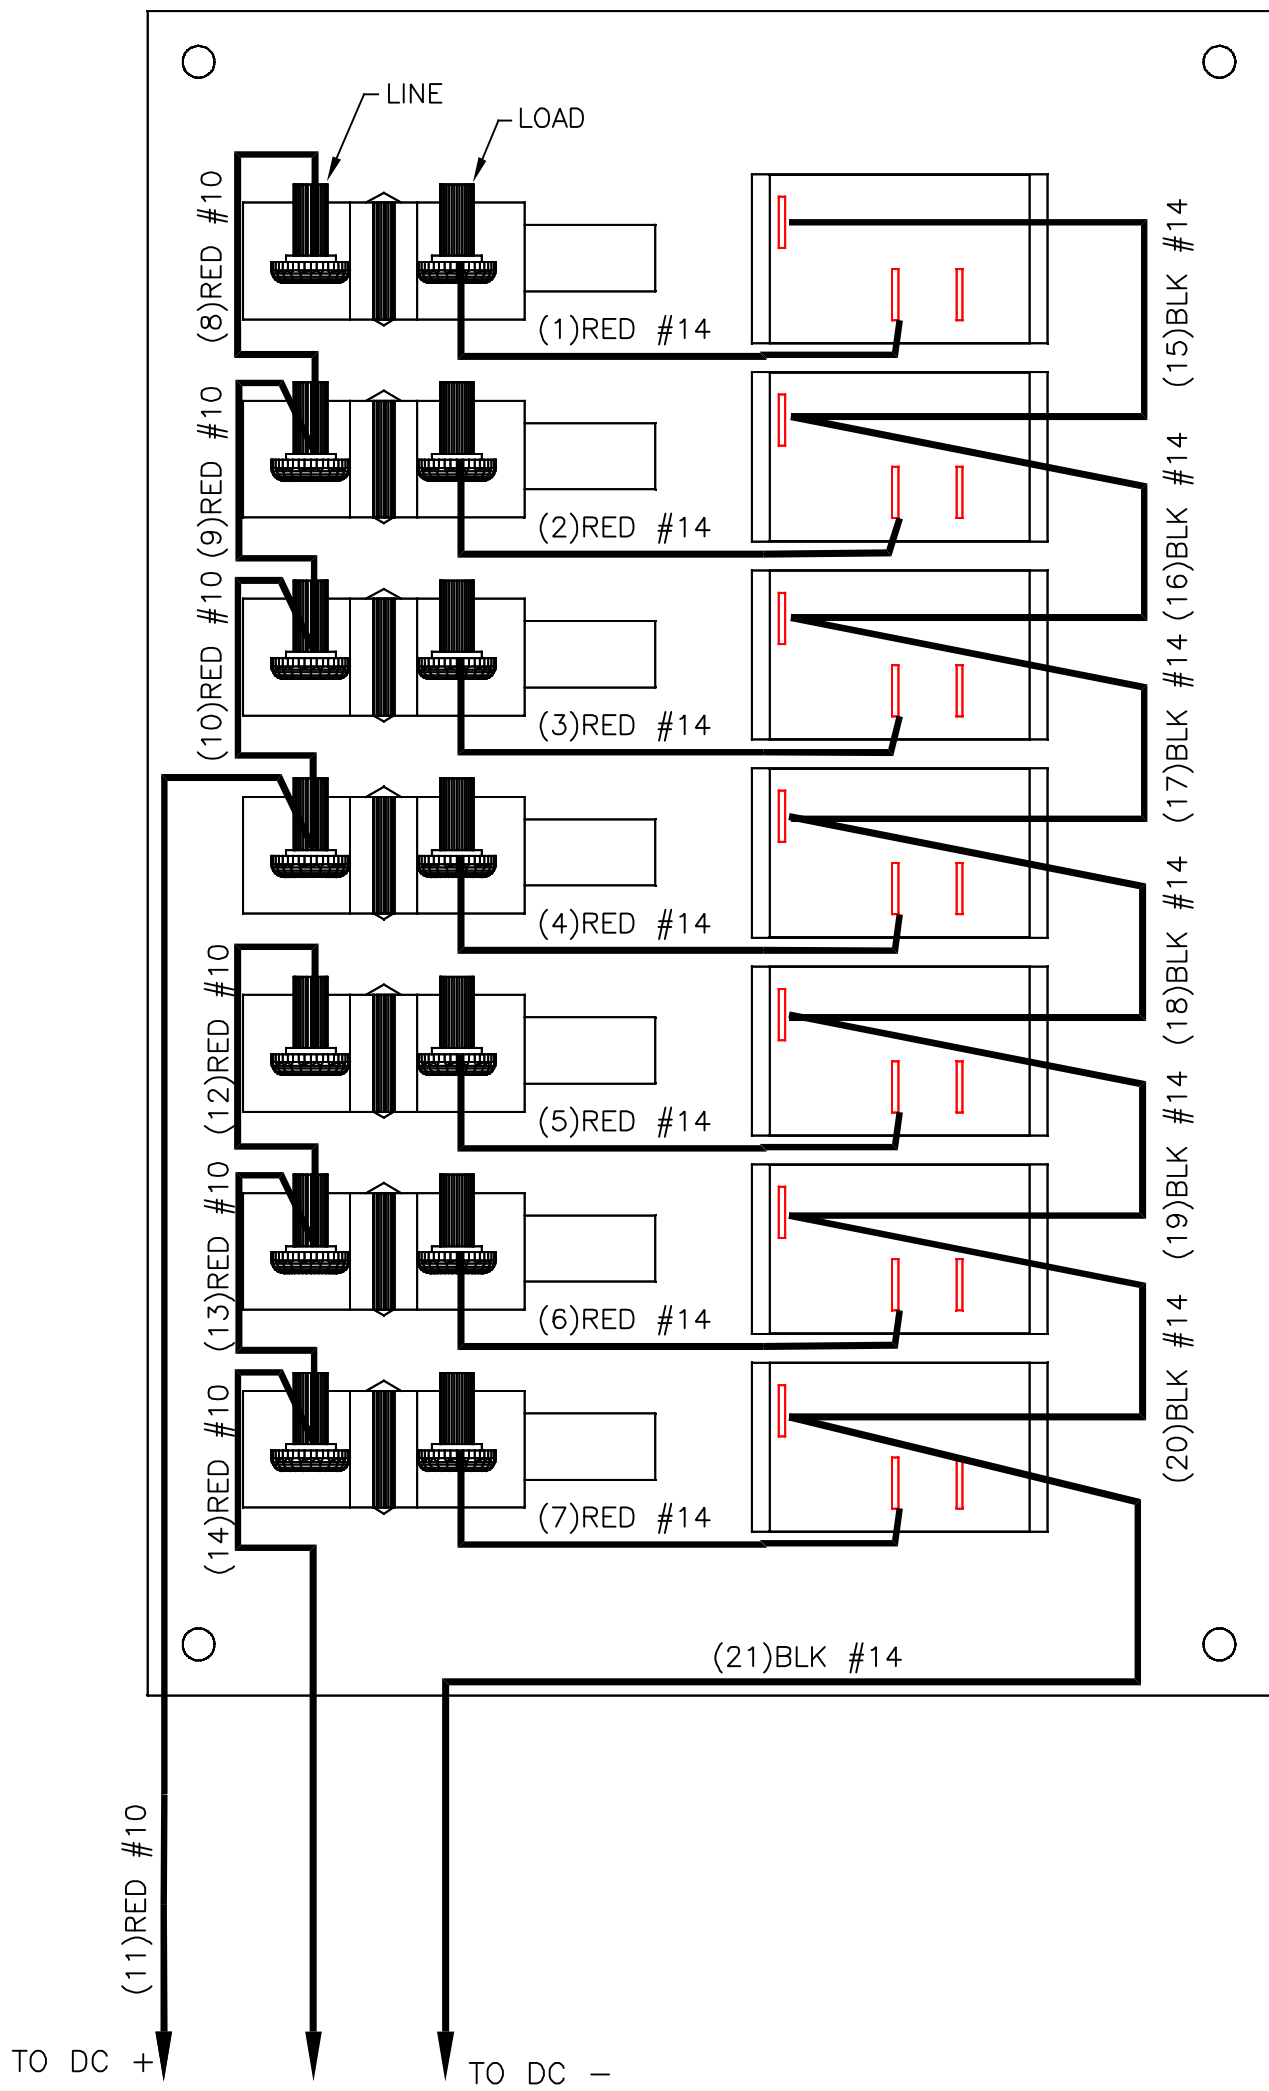 LINE
LOAD
(8)RED #10
(1)RED #14
(15)BLK #14
(9)RED #10
(2)RED #14
(16)BLK #14
(10)RED #10
(3)RED #14
(17)BLK #14
(4)RED #14
(18)BLK #14
(12)RED #10
(5)RED #14
(19)BLK #14
(13)RED #10
(6)RED #14
(20)BLK #14
(14)RED #10
(7)RED #14
(21)BLK #14
(11)RED #10
TO DC +
TO DC -